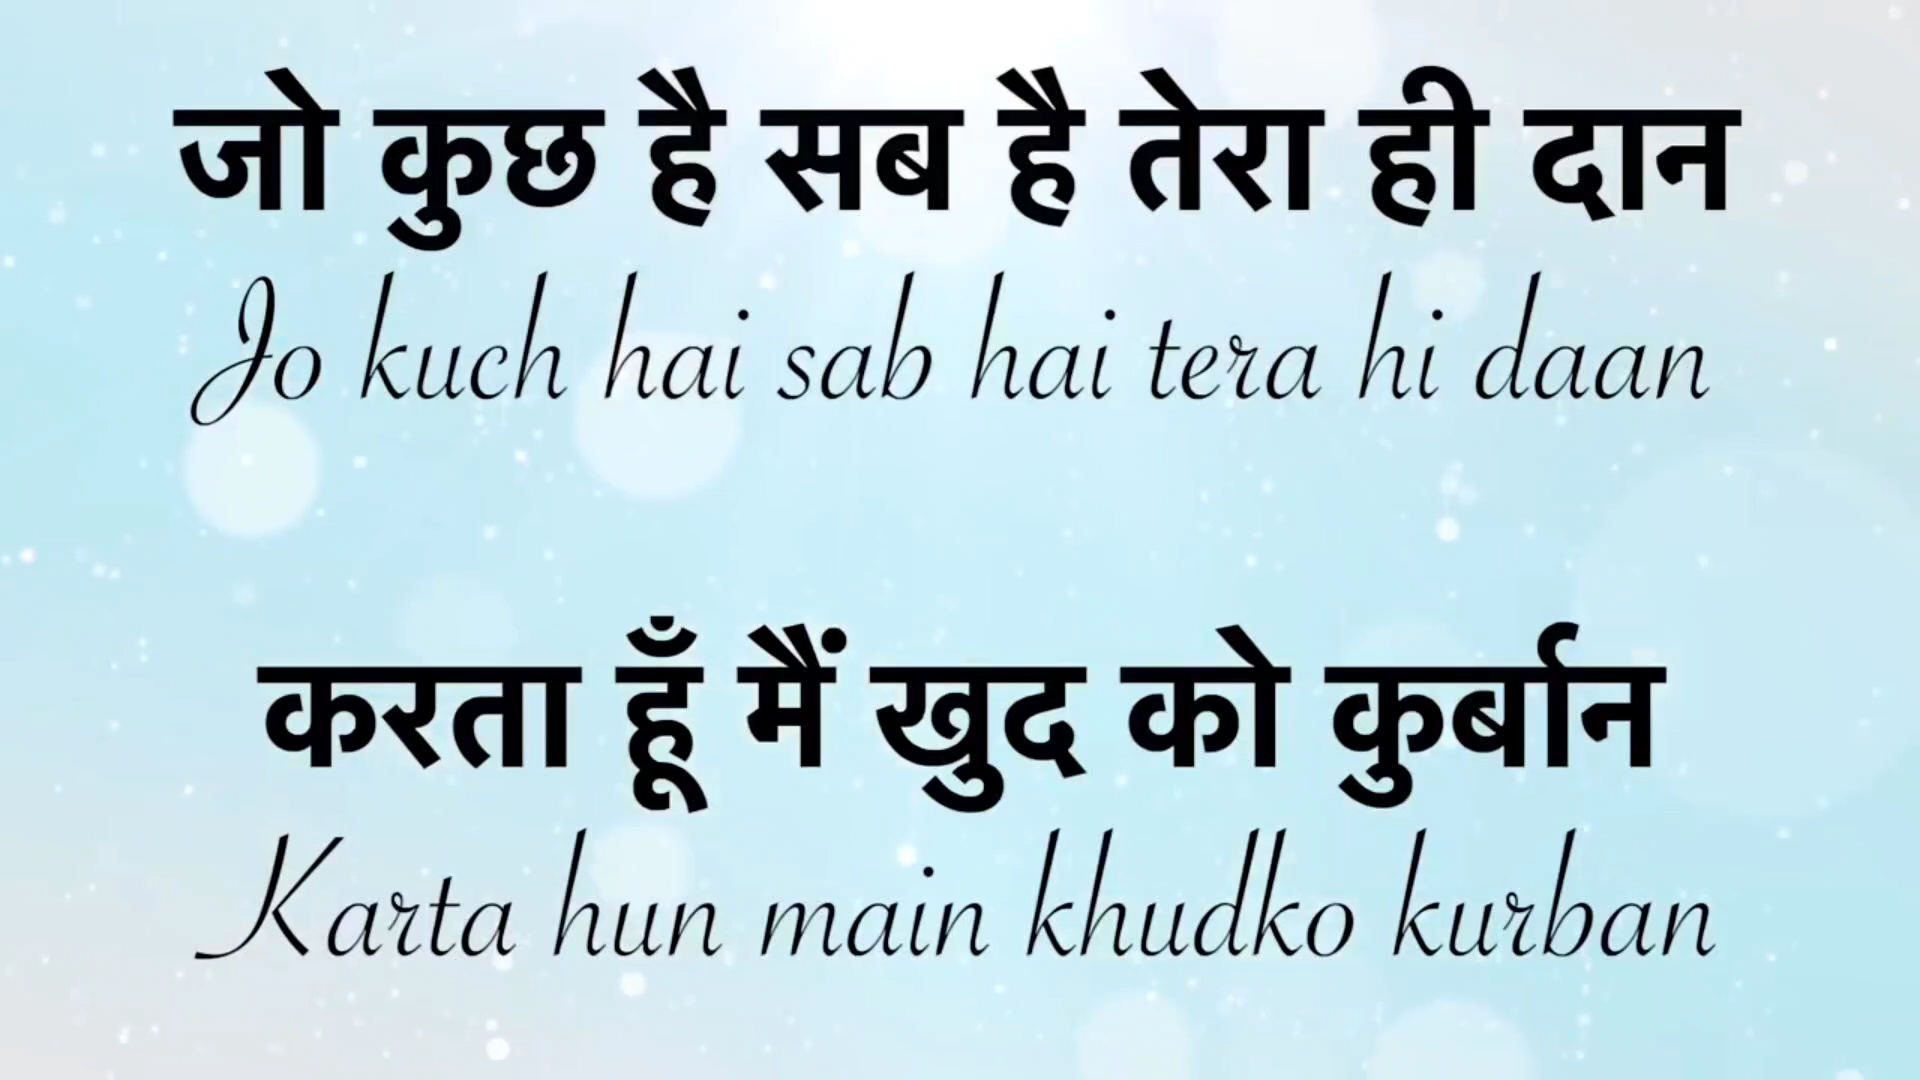 जो कुछ है सब है तेरा ही दान
Jo kuch hai sab hai tera hi daan
करता हूँ मैं खुद को कुर्बान
Karta hun main khudko kurban